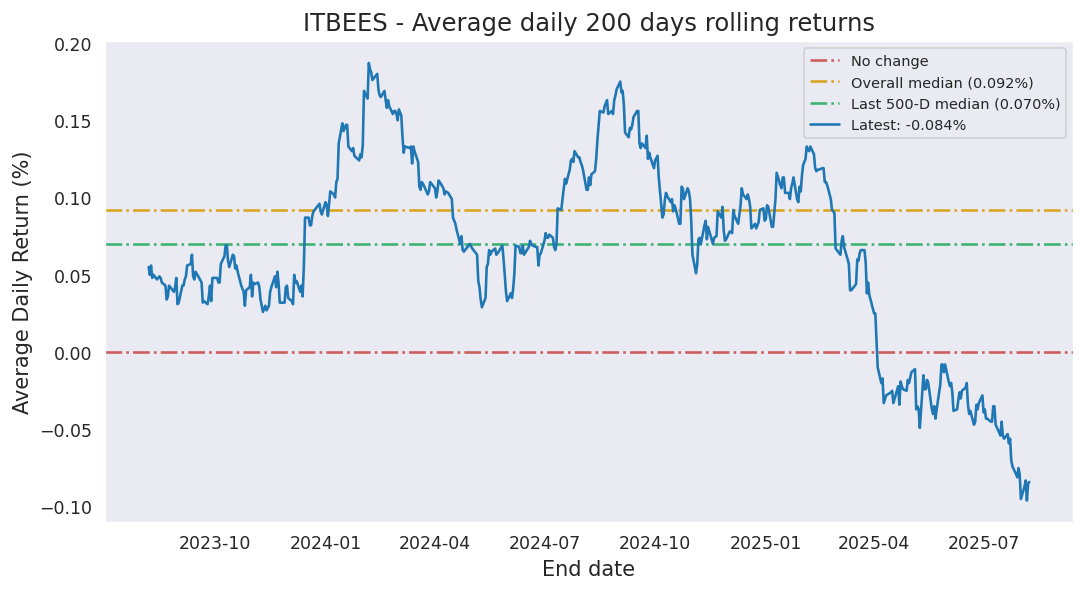 ITBEES - Average daily 200 days rolling returns
No change
Overall median (0.092%)
Last 500-D median (0.070%)
Latest: -0.084%
Average Daily Return (%)
0.20
0.15
0.10
0.05
0.00
−0.05
−0.10
2023-10 2024-01 2024-04 2024-07 2024-10 2025-01 2025-04 2025-07
End date